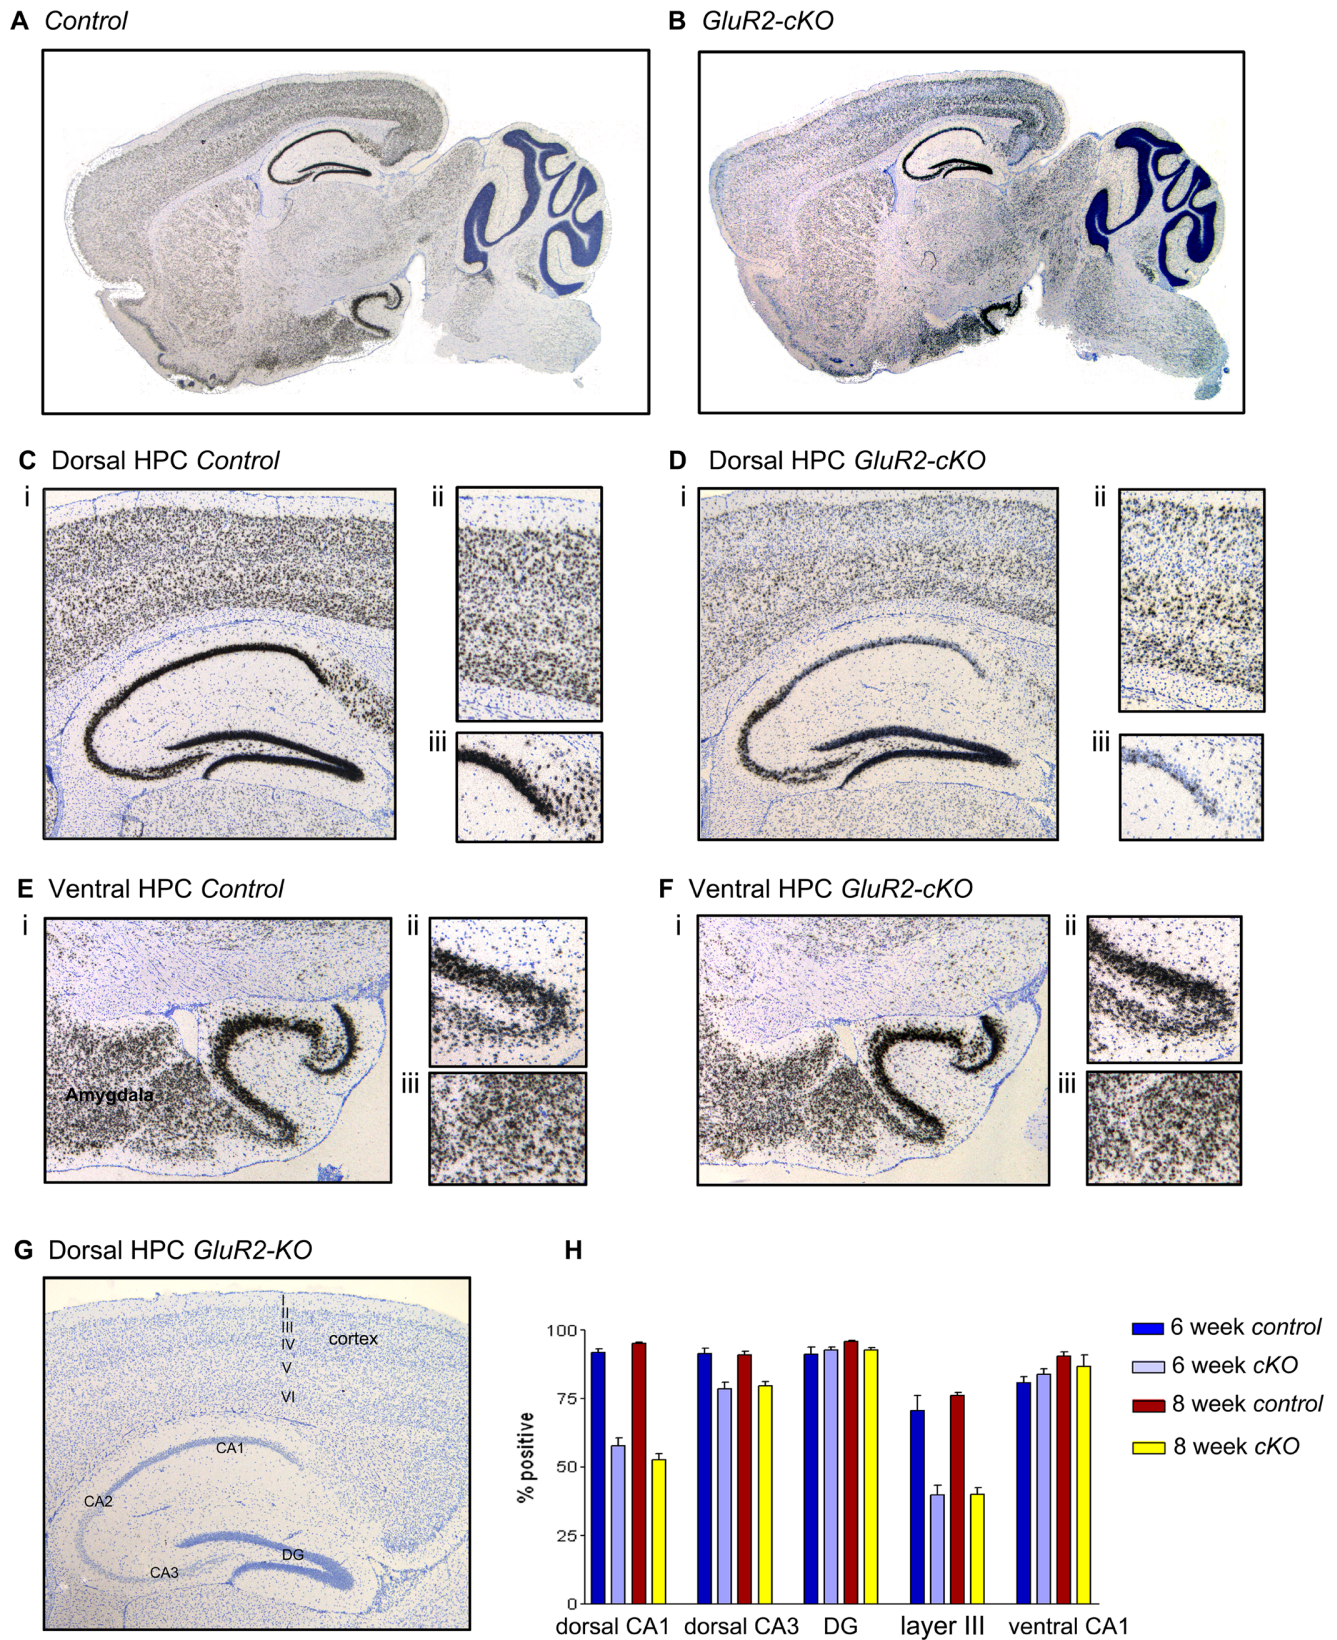 A Control
B GluR2-cKO
C Dorsal HPC Control
i
ii
iii
D Dorsal HPC GluR2-cKO
i
ii
iii
E Ventral HPC Control
i
Amygdala
ii
iii
F Ventral HPC GluR2-cKO
i
ii
iii
G Dorsal HPC GluR2-KO
I
II
III
IV
cortex
V
VI
CA1
CA2
CA3
DG
H
% positive
100
75
50
25
0
dorsal CA1
dorsal CA3
DG
layer III
ventral CA1
6 week control
6 week cKO
8 week control
8 week cKO